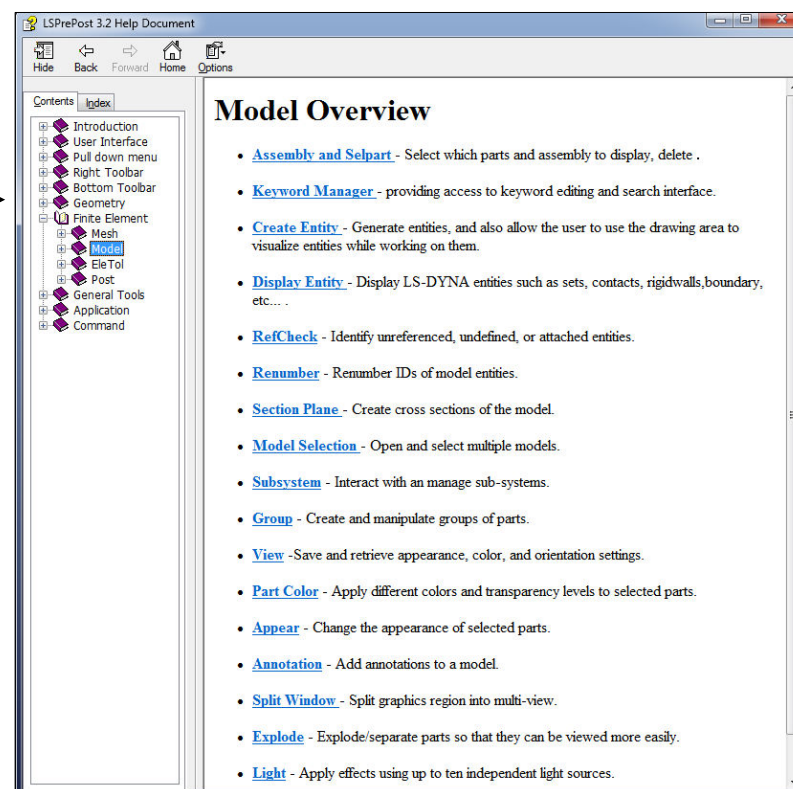 LSPrePost 3.2 Help Document
Hide Back Forward Home Options
Contents Index
Introduction
User Interface
Pull down menu
Right Toolbar
Bottom Toolbar
Geometry
Finite Element
Mesh
Model
EleTol
Post
General Tools
Application
Command
Model Overview
• Assembly and Selpart - Select which parts and assembly to display, delete .
• Keyword Manager - providing access to keyword editing and search interface.
• Create Entity - Generate entities, and also allow the user to use the drawing area to
visualize entities while working on them.
• Display Entity - Display LS-DYNA entities such as sets, contacts, rigidwalls,boundary,
etc... .
• RefCheck - Identify unreferenced, undefined, or attached entities.
• Renumber - Renumber IDs of model entities.
• Section Plane - Create cross sections of the model.
• Model Selection - Open and select multiple models.
• Subsystem - Interact with an manage sub-systems.
• Group - Create and manipulate groups of parts.
• View -Save and retrieve appearance, color, and orientation settings.
• Part Color - Apply different colors and transparency levels to selected parts.
• Appear - Change the appearance of selected parts.
• Annotation - Add annotations to a model.
• Split Window - Split graphics region into multi-view.
• Explode - Explode/separate parts so that they can be viewed more easily.
• Light - Apply effects using up to ten independent light sources.